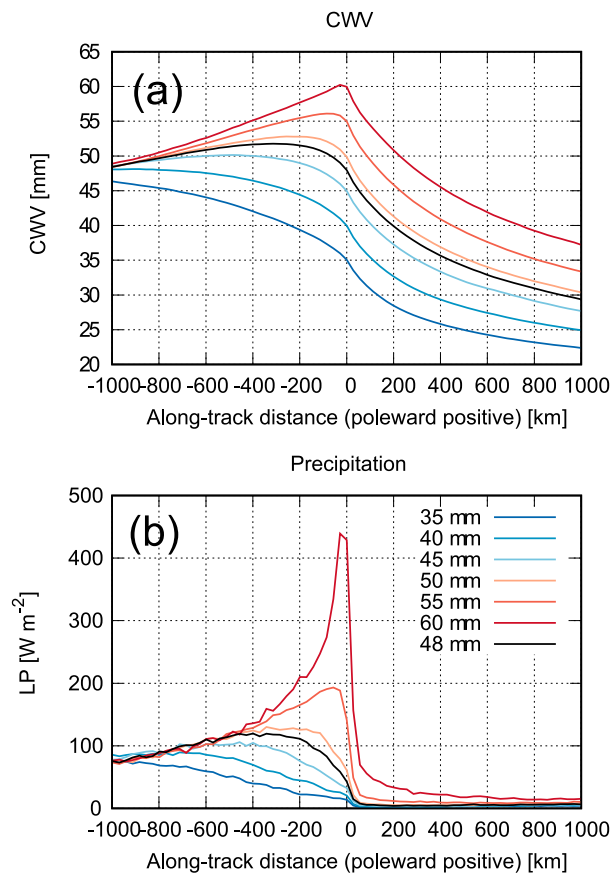 CWV
(a)
65
60
55
50
45
40
35
30
25
20
CWV [mm]
-1000 -800 -600 -400 -200 0 200 400 600 800 1000
Along-track distance (poleward positive) [km]
Precipitation
(b)
500
400
300
200
100
0
LP [W m⁻²]
35 mm
40 mm
45 mm
50 mm
55 mm
60 mm
48 mm
-1000 -800 -600 -400 -200 0 200 400 600 800 1000
Along-track distance (poleward positive) [km]